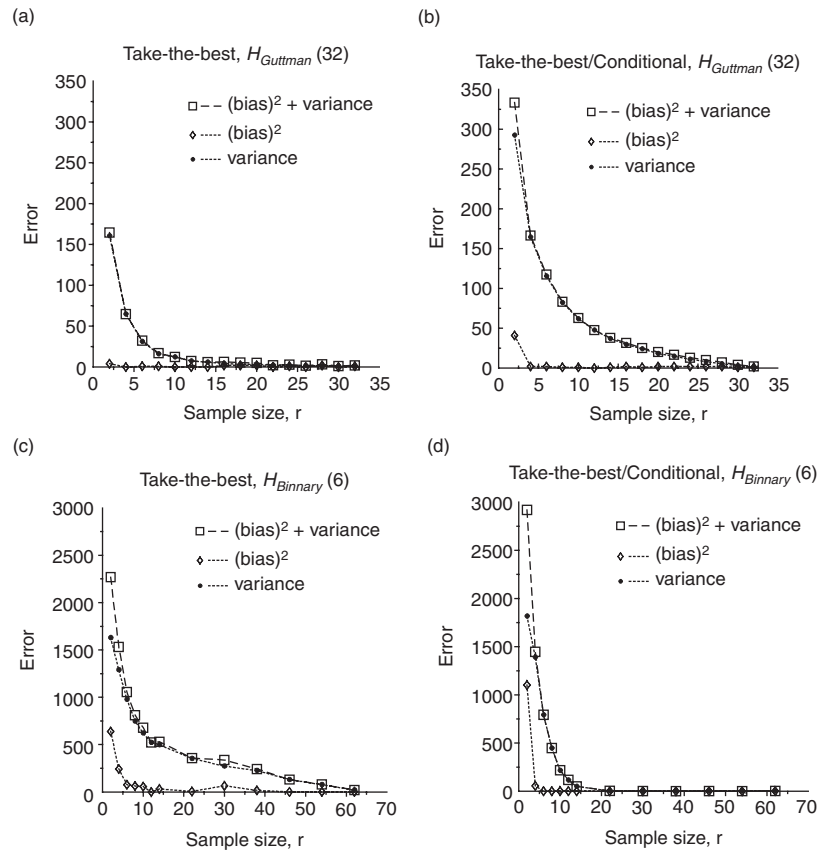 (a)
Take-the-best, H_Guttman (32)
350
300
250
200
150
100
50
0
Error
(bias)² + variance
(bias)²
variance
0 5 10 15 20 25 30 35
Sample size, r
(b)
Take-the-best/Conditional, H_Guttman (32)
350
300
250
200
150
100
50
0
Error
(bias)² + variance
(bias)²
variance
0 5 10 15 20 25 30 35
Sample size, r
(c)
Take-the-best, H_Binnary (6)
3000
2500
2000
1500
1000
500
0
Error
(bias)² + variance
(bias)²
variance
0 10 20 30 40 50 60 70
Sample size, r
(d)
Take-the-best/Conditional, H_Binnary (6)
3000
2500
2000
1500
1000
500
0
Error
(bias)² + variance
(bias)²
variance
0 10 20 30 40 50 60 70
Sample size, r